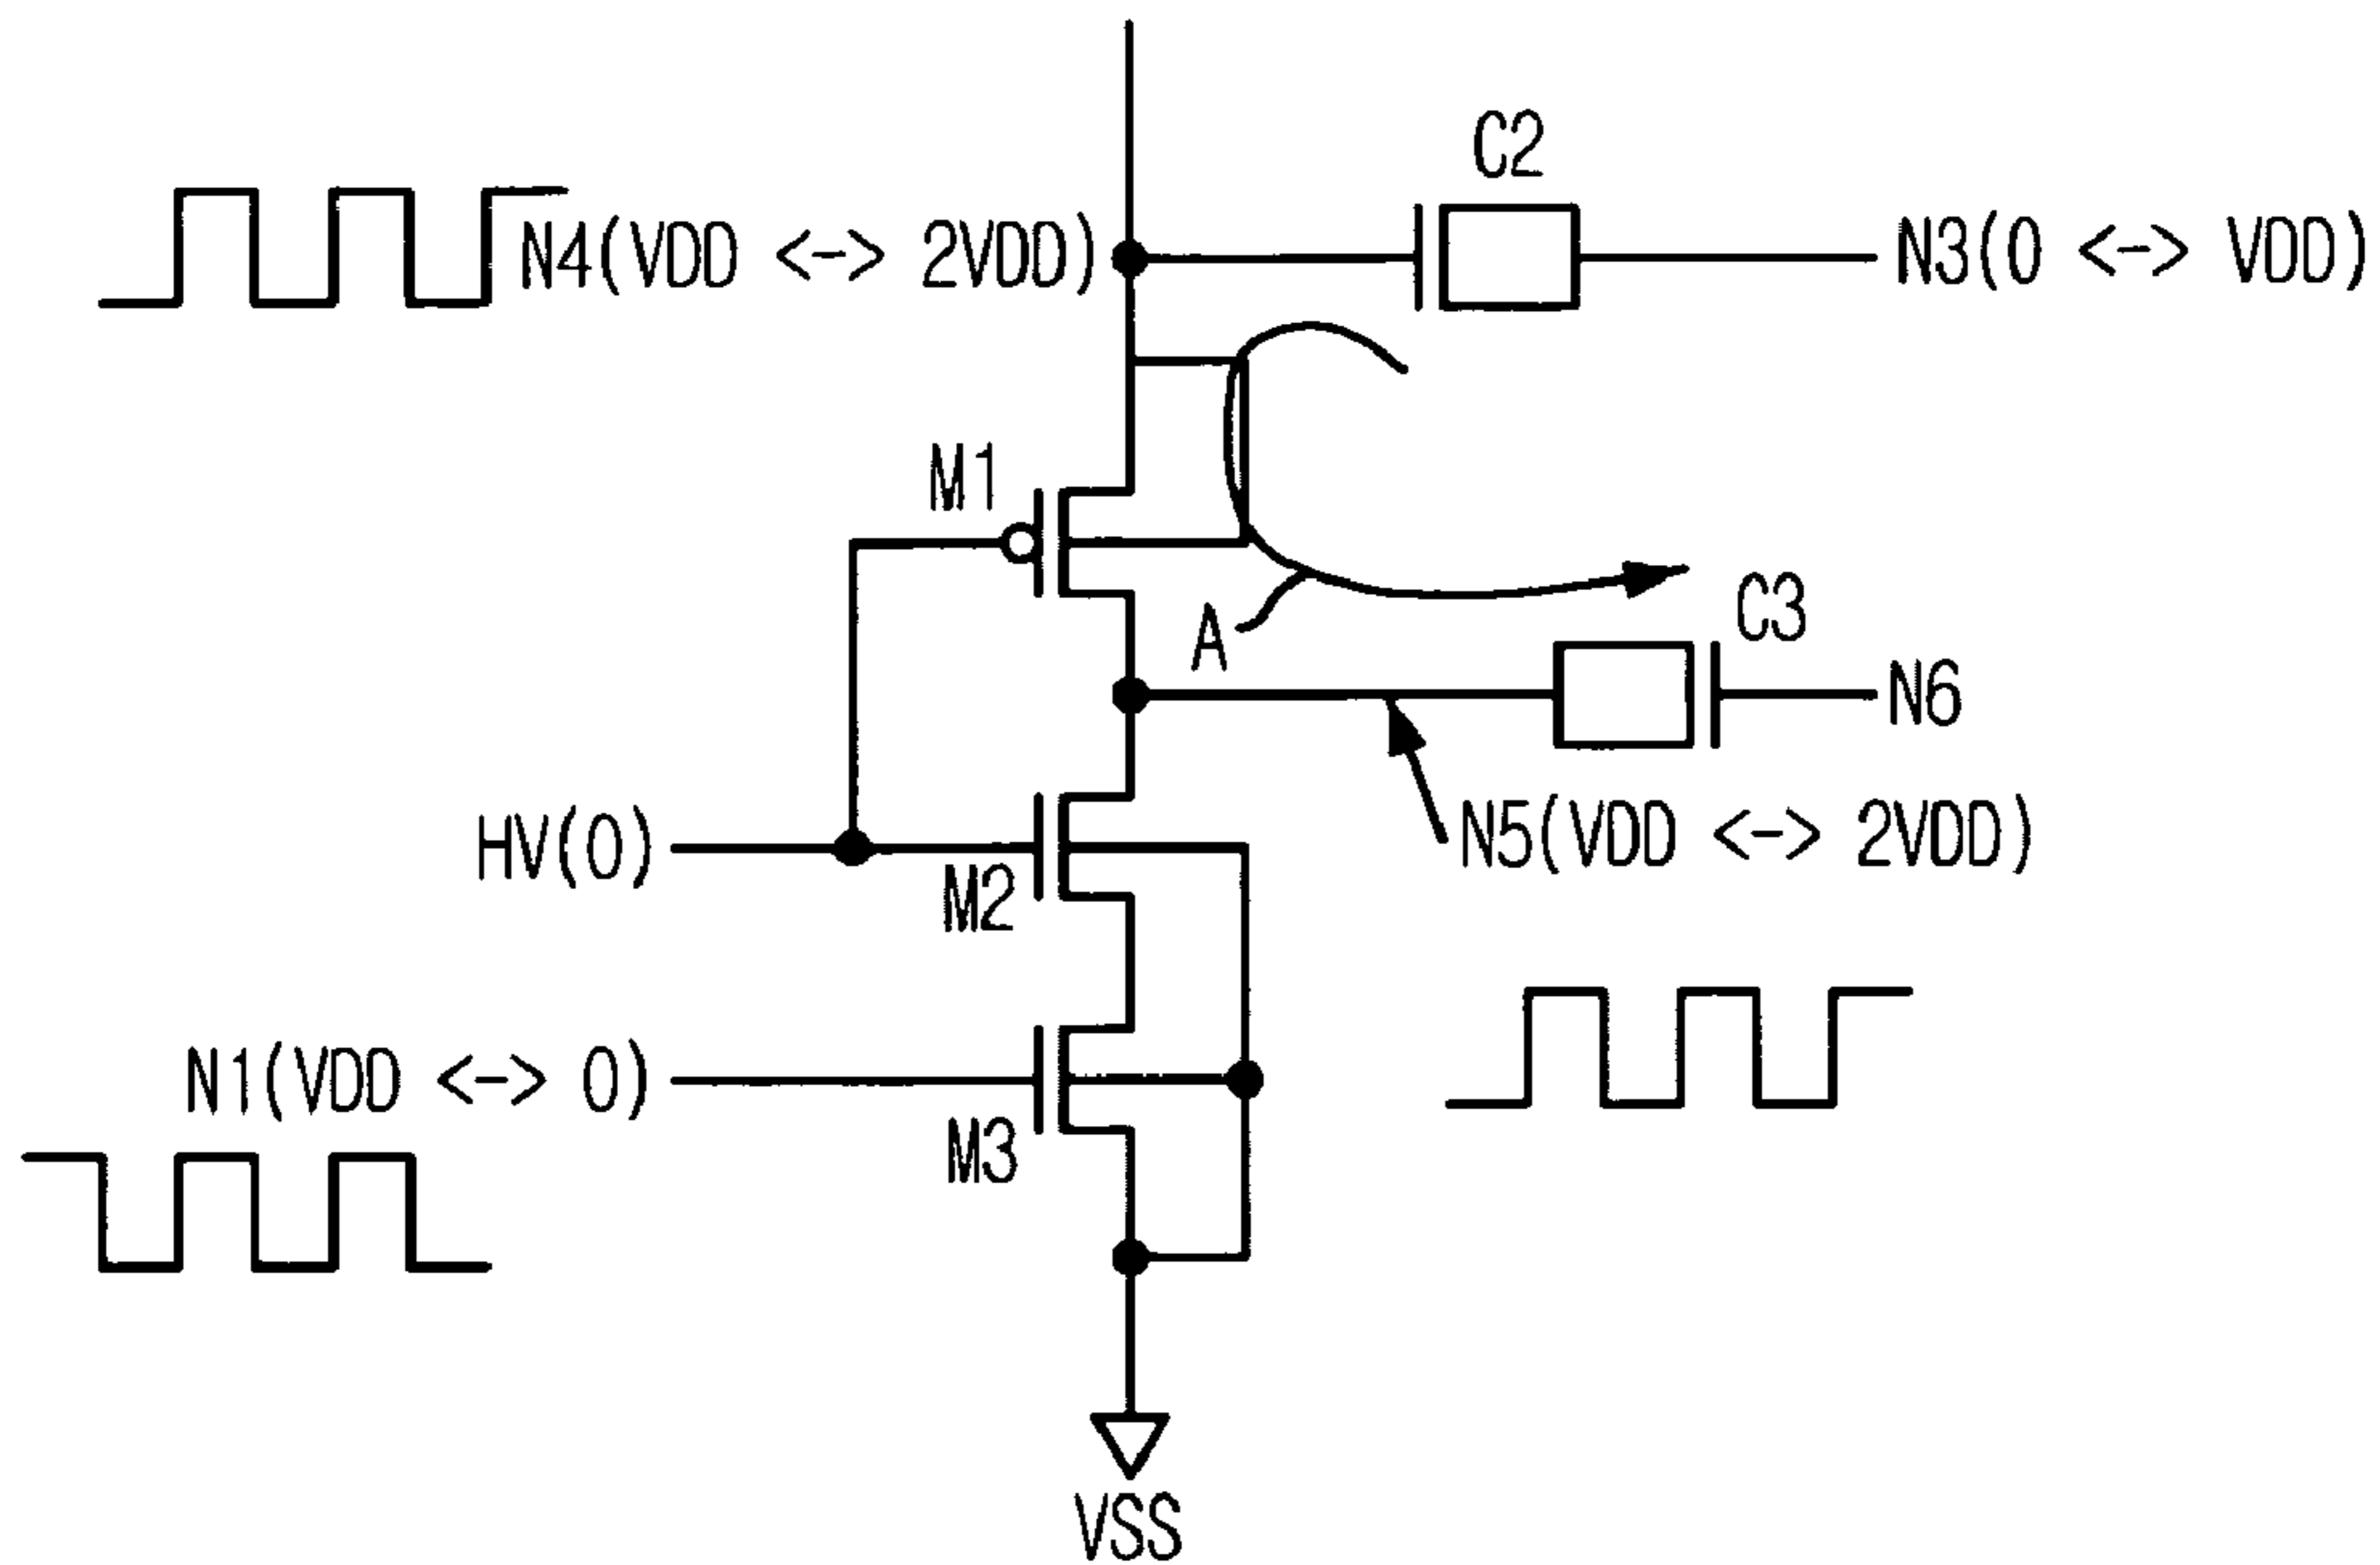 C2
N4(VDD <-> 2VDD)
N3(0 <-> VDD)
M1
A
C3
N6
HV(0)
M2
N5(VDD <-> 2VDD)
N1(VDD <-> 0)
M3
VSS